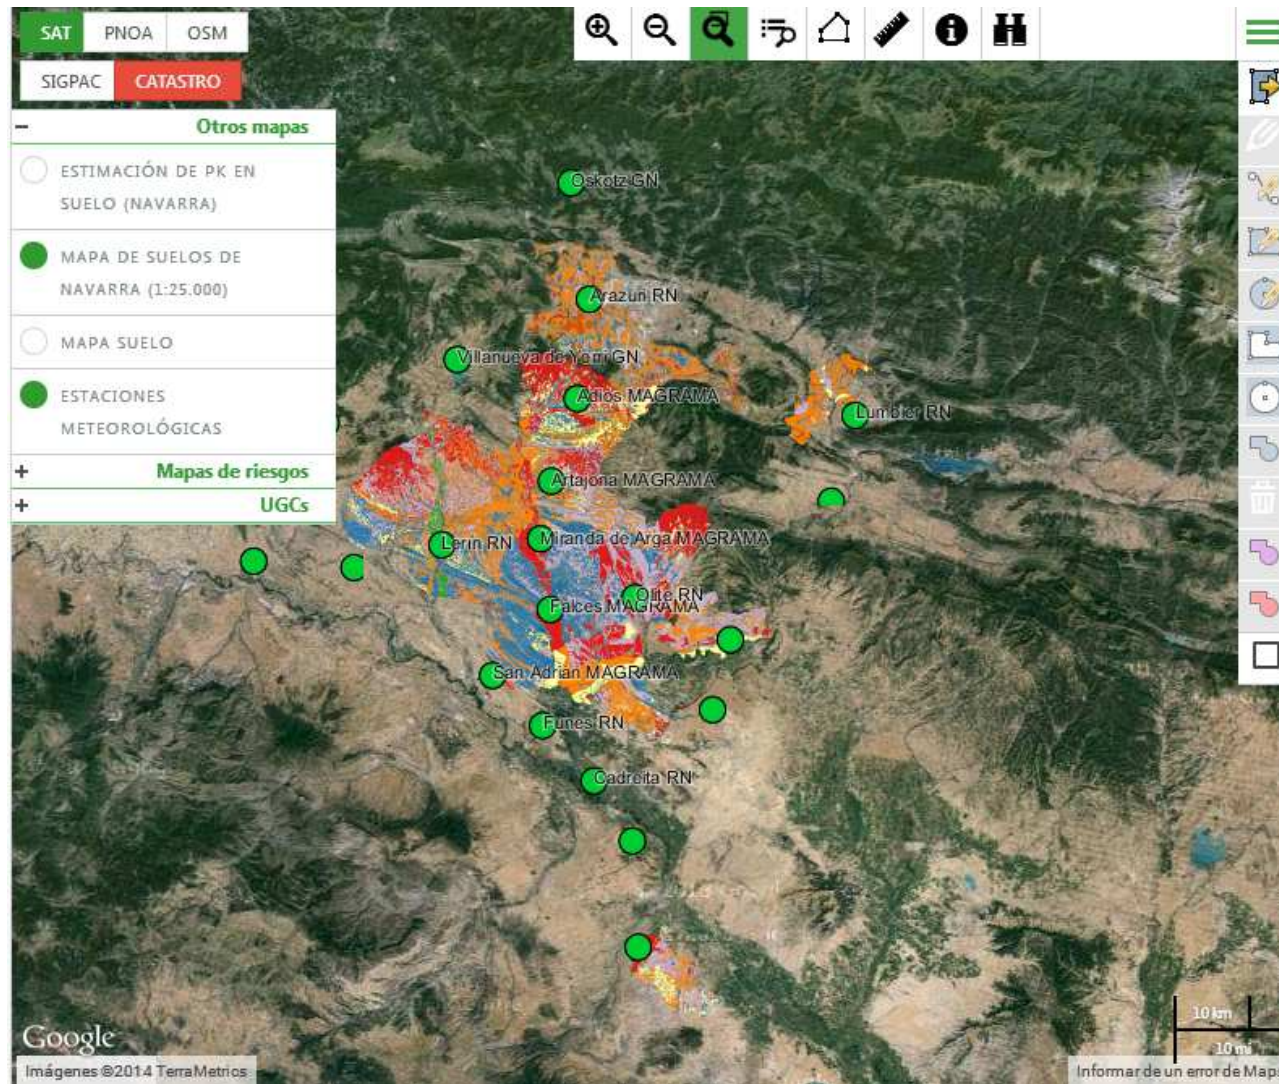 SAT PNOA OSM
SIGPAC CATASTRO
Otros mapas
ESTIMACIÓN DE PK EN
SUELO (NAVARRA)
MAPA DE SUELOS DE
NAVARRA (1:25.000)
MAPA SUELO
ESTACIONES
METEOROLÓGICAS
Mapas de riesgos
UGCs
Oskotz GN
Arazuri RN
Villanueva de Yerri GN
Adiós MAGRAMA
Lumbier RN
Artajona MAGRAMA
Lerin RN
Miranda de Arga MAGRAMA
Olite RN
Falces MAGRAMA
San Adrian MAGRAMA
Funes RN
Cadreita RN
10 km
10 mi
Google
Imágenes ©2014 TerraMetrics
Informar de un error de Maps